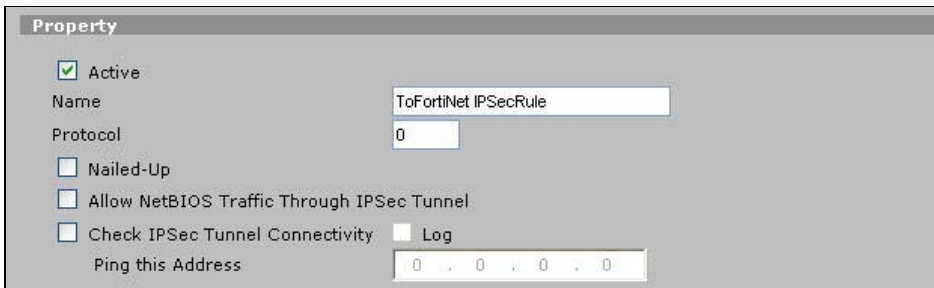 Property
Active
Name ToFortiNet IPSecRule
Protocol 0
Nailed-Up
Allow NetBIOS Traffic Through IPSec Tunnel
Check IPSec Tunnel Connectivity Log
Ping this Address 0 . 0 . 0 . 0